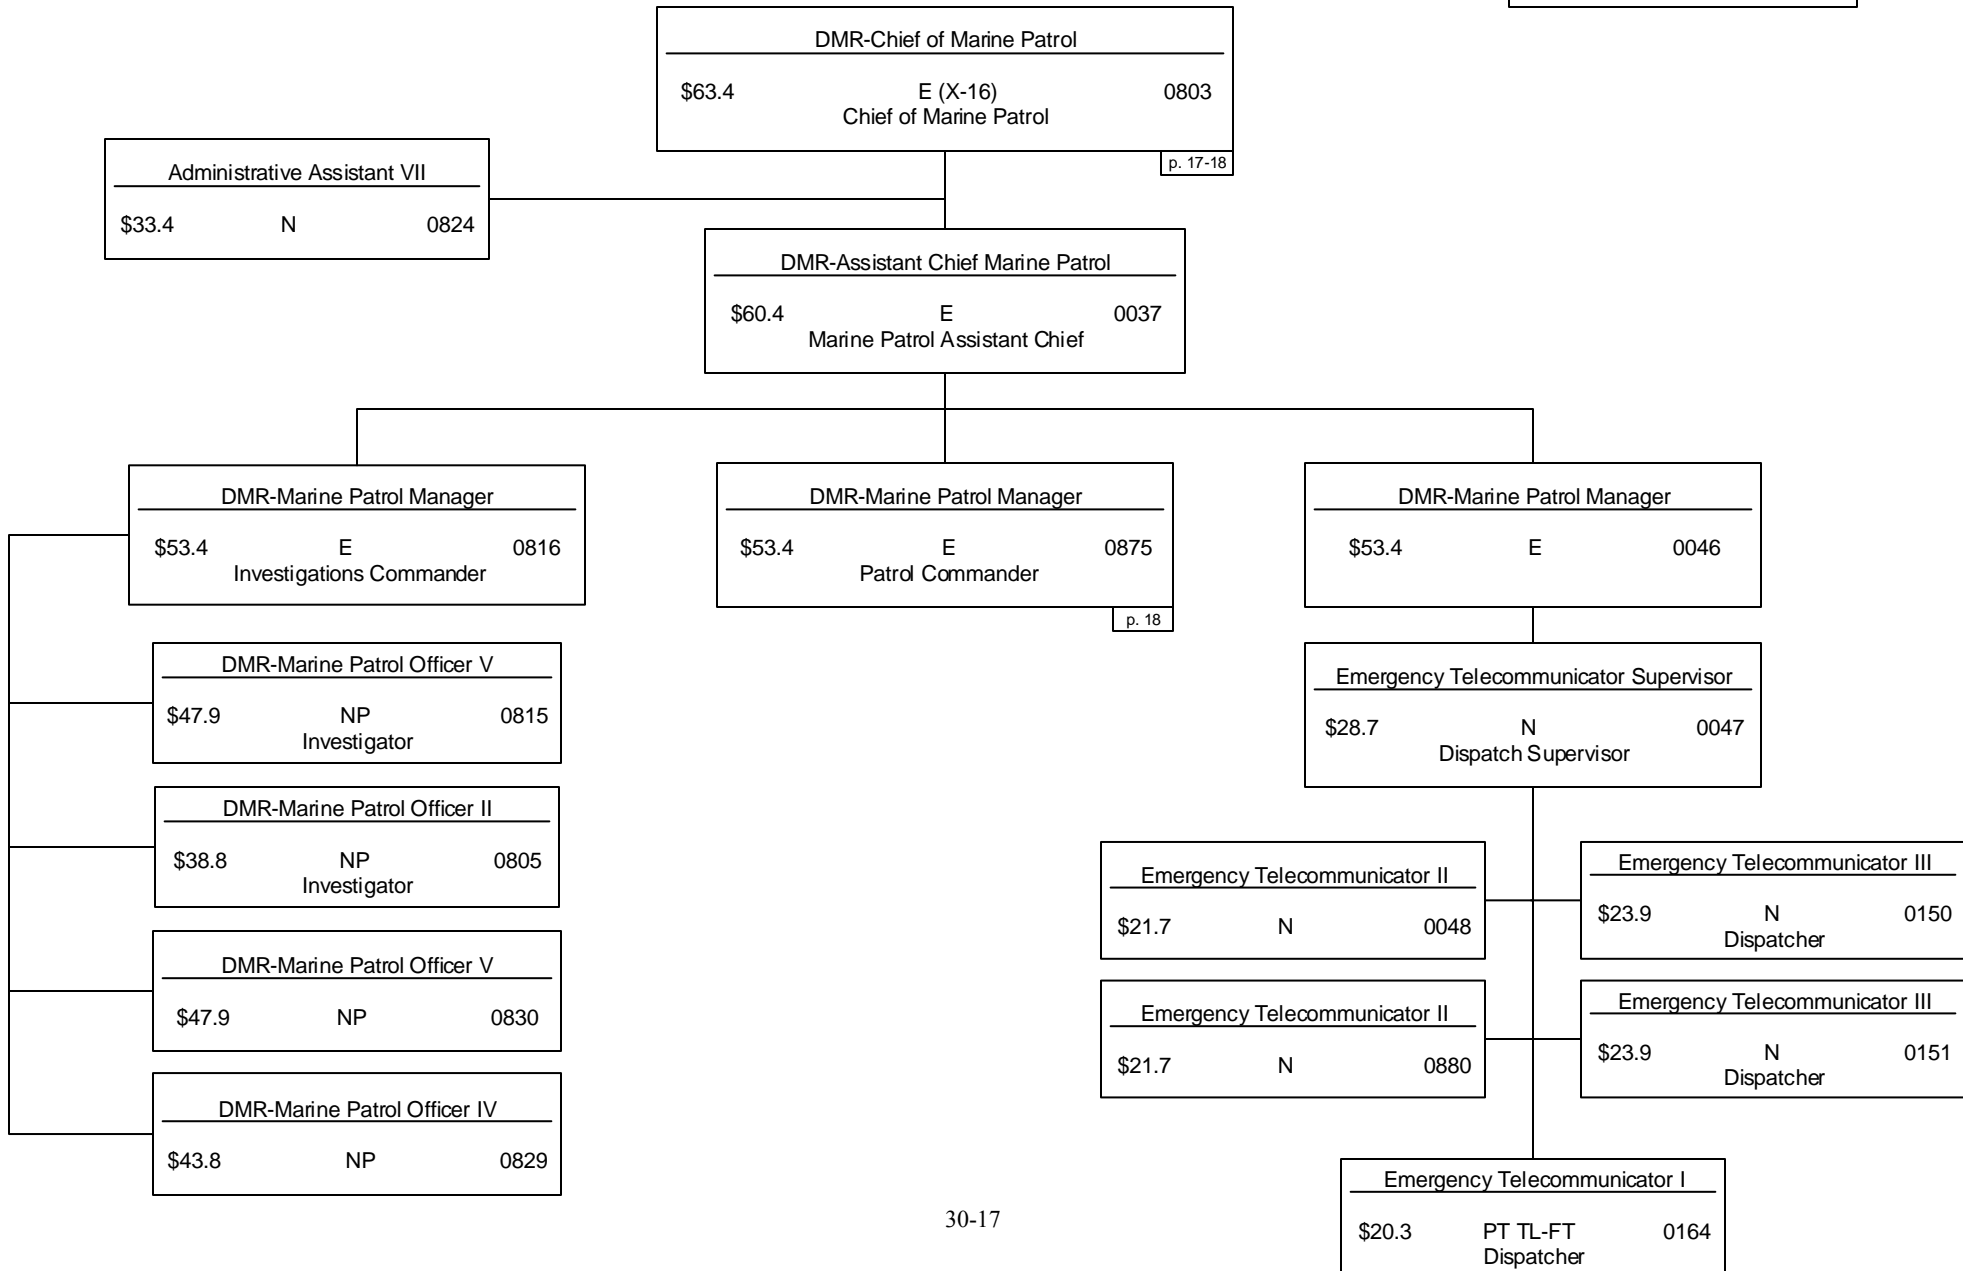 DMR-Chief of Marine Patrol
$63.4 E (X-16) 0803
Chief of Marine Patrol
p. 17-18
Administrative Assistant VII
$33.4 N 0824
DMR-Assistant Chief Marine Patrol
$60.4 E 0037
Marine Patrol Assistant Chief
DMR-Marine Patrol Manager
$53.4 E 0816
Investigations Commander
DMR-Marine Patrol Manager
$53.4 E 0875
Patrol Commander
p. 18
DMR-Marine Patrol Manager
$53.4 E 0046
DMR-Marine Patrol Officer V
$47.9 NP 0815
Investigator
DMR-Marine Patrol Officer II
$38.8 NP 0805
Investigator
DMR-Marine Patrol Officer V
$47.9 NP 0830
DMR-Marine Patrol Officer IV
$43.8 NP 0829
Emergency Telecommunicator Supervisor
$28.7 N 0047
Dispatch Supervisor
Emergency Telecommunicator II
$21.7 N 0048
Emergency Telecommunicator III
$23.9 N 0150
Dispatcher
Emergency Telecommunicator II
$21.7 N 0880
Emergency Telecommunicator III
$23.9 N 0151
Dispatcher
Emergency Telecommunicator I
$20.3 PT TL-FT 0164
Dispatcher
30-17